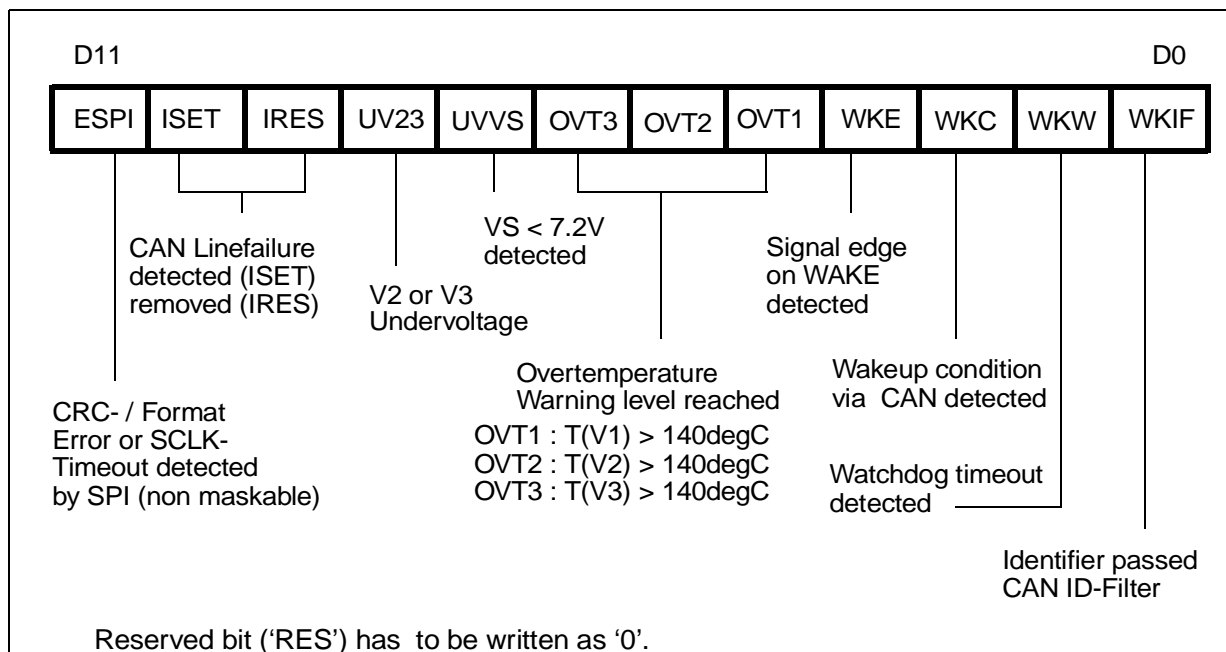 D11 D0
ESPI ISET IRES UV23 UVVS OVT3 OVT2 OVT1 WKE WKC WKW WKIF
CAN Linefailure
detected (ISET)
removed (IRES)
VS < 7.2V
detected
Signal edge
on WAKE
detected
V2 or V3
Undervoltage
Overtemperature
Warning level reached
OVT1 : T(V1) > 140degC
OVT2 : T(V2) > 140degC
OVT3 : T(V3) > 140degC
Wakeup condition
via CAN detected
CRC- / Format
Error or SCLK-
Timeout detected
by SPI (non maskable)
Watchdog timeout
detected
Identifier passed
CAN ID-Filter
Reserved bit (‘RES’) has to be written as ‘0’.